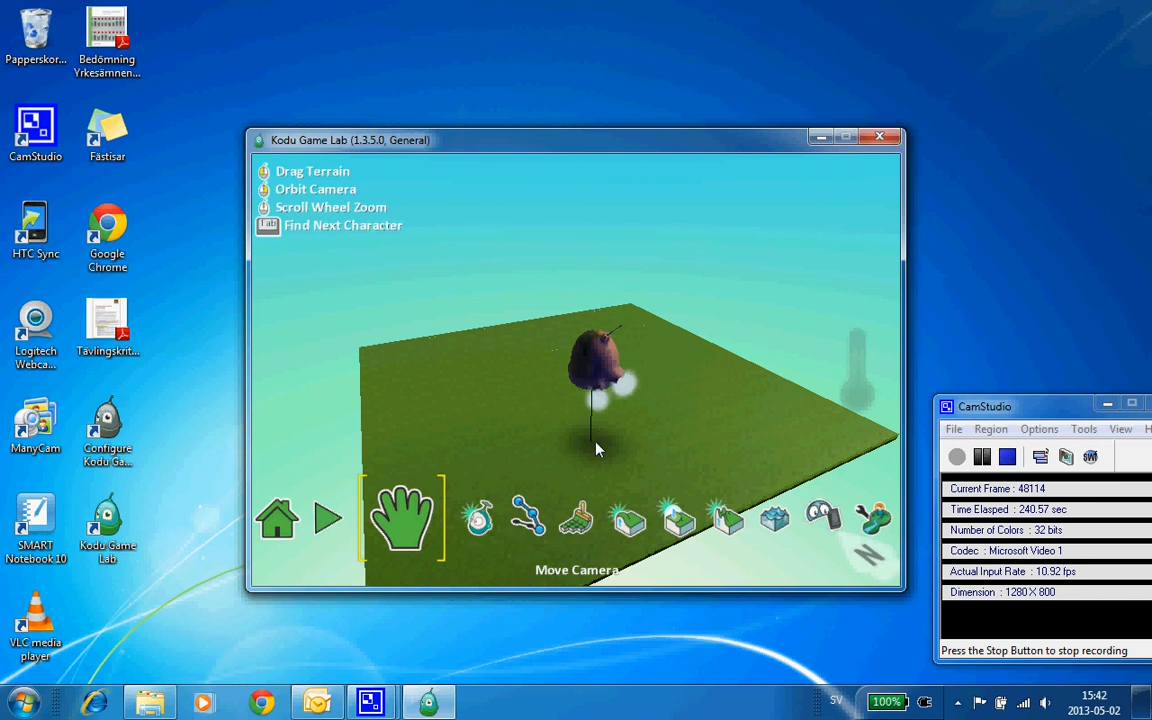 Papperskor...
Bedömning
Yrkesämnen...
CamStudio
Fästisar
HTC Sync
Google
Chrome
Logitech
Webca...
Tävlingskrit...
ManyCam
Configure
Kodu Ga...
SMART
Notebook 10
Kodu Game
Lab
VLC media
player
Kodu Game Lab (1.3.5.0, General)
Drag Terrain
Orbit Camera
Scroll Wheel Zoom
Tab Find Next Character
Move Camera
N
CamStudio
File Region Options Tools View H
SWF
Current Frame : 48114
Time Elasped : 240.57 sec
Number of Colors : 32 bits
Codec : Microsoft Video 1
Actual Input Rate : 10.92 fps
Dimension : 1280 X 800
Press the Stop Button to stop recording
SV
100%
15:42
2013-05-02